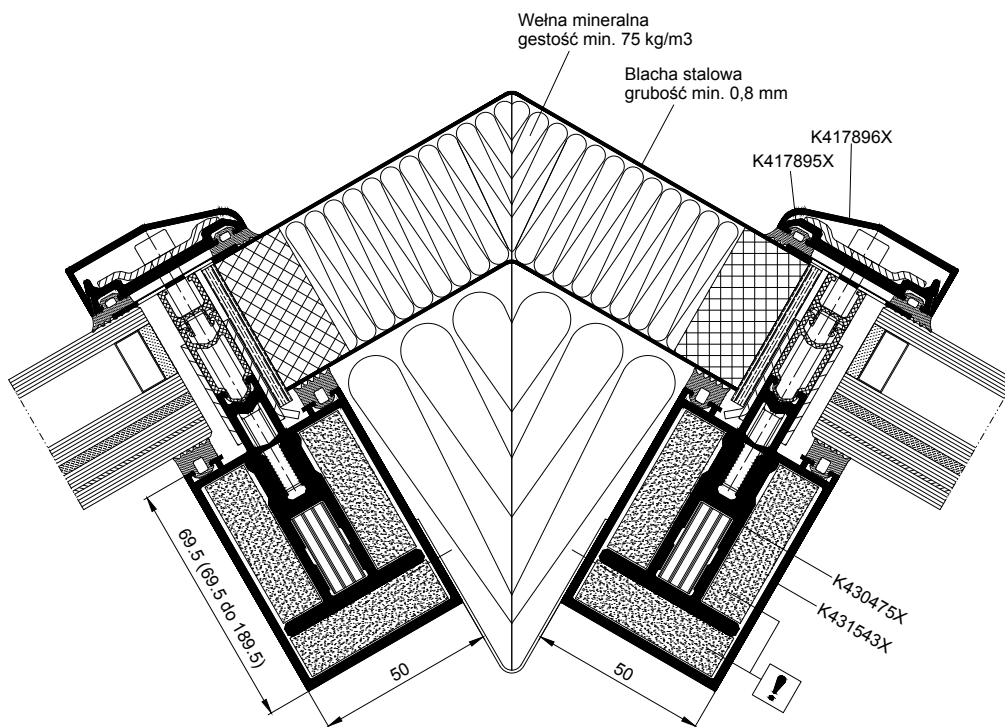 Wełna mineralna
gestość min. 75 kg/m3
Blacha stalowa
grubość min. 0,8 mm
K417896X
K417895X
69.5 (69.5 do 189.5)
50
50
K430475X
K431543X
!